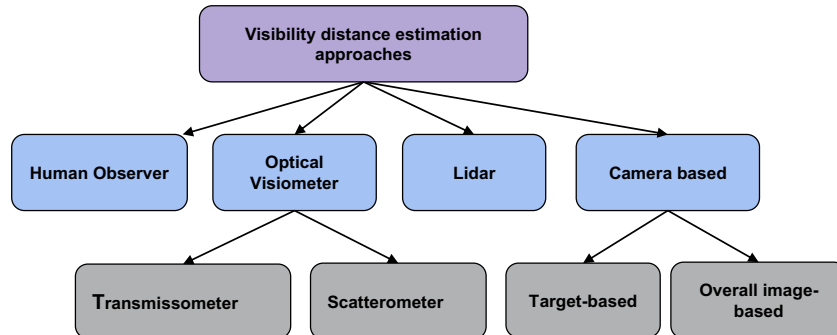 Visibility distance estimation
approaches
Human Observer
Optical
Visiometer
Lidar
Camera based
Transmissometer
Scatterometer
Target-based
Overall image-
based